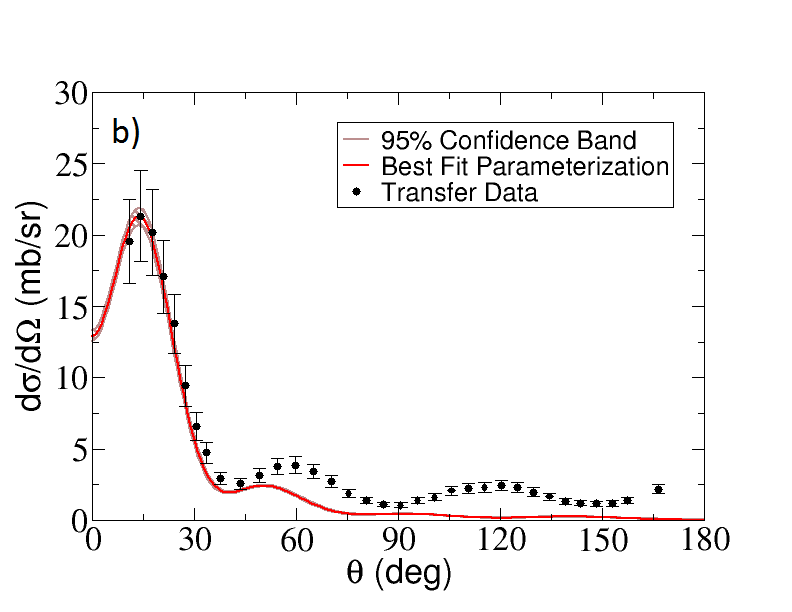 b)
95% Confidence Band
Best Fit Parameterization
Transfer Data
dσ/dΩ (mb/sr)
30
25
20
15
10
5
0
0 30 60 90 120 150 180
θ (deg)